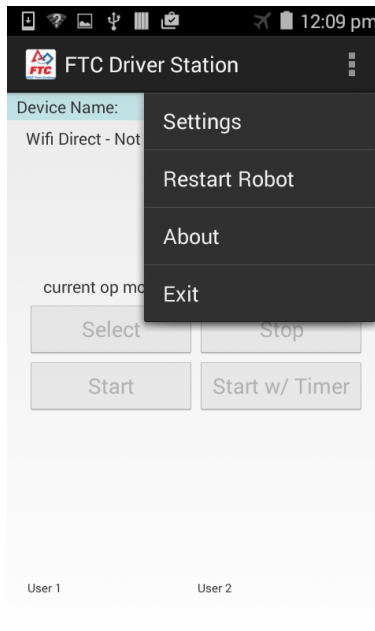 12:09 pm
FTC FTC Driver Station
Device Name:
Wifi Direct - Not
Settings
Restart Robot
About
Exit
current op mo
Select
Stop
Start
Start w/ Timer
User 1
User 2